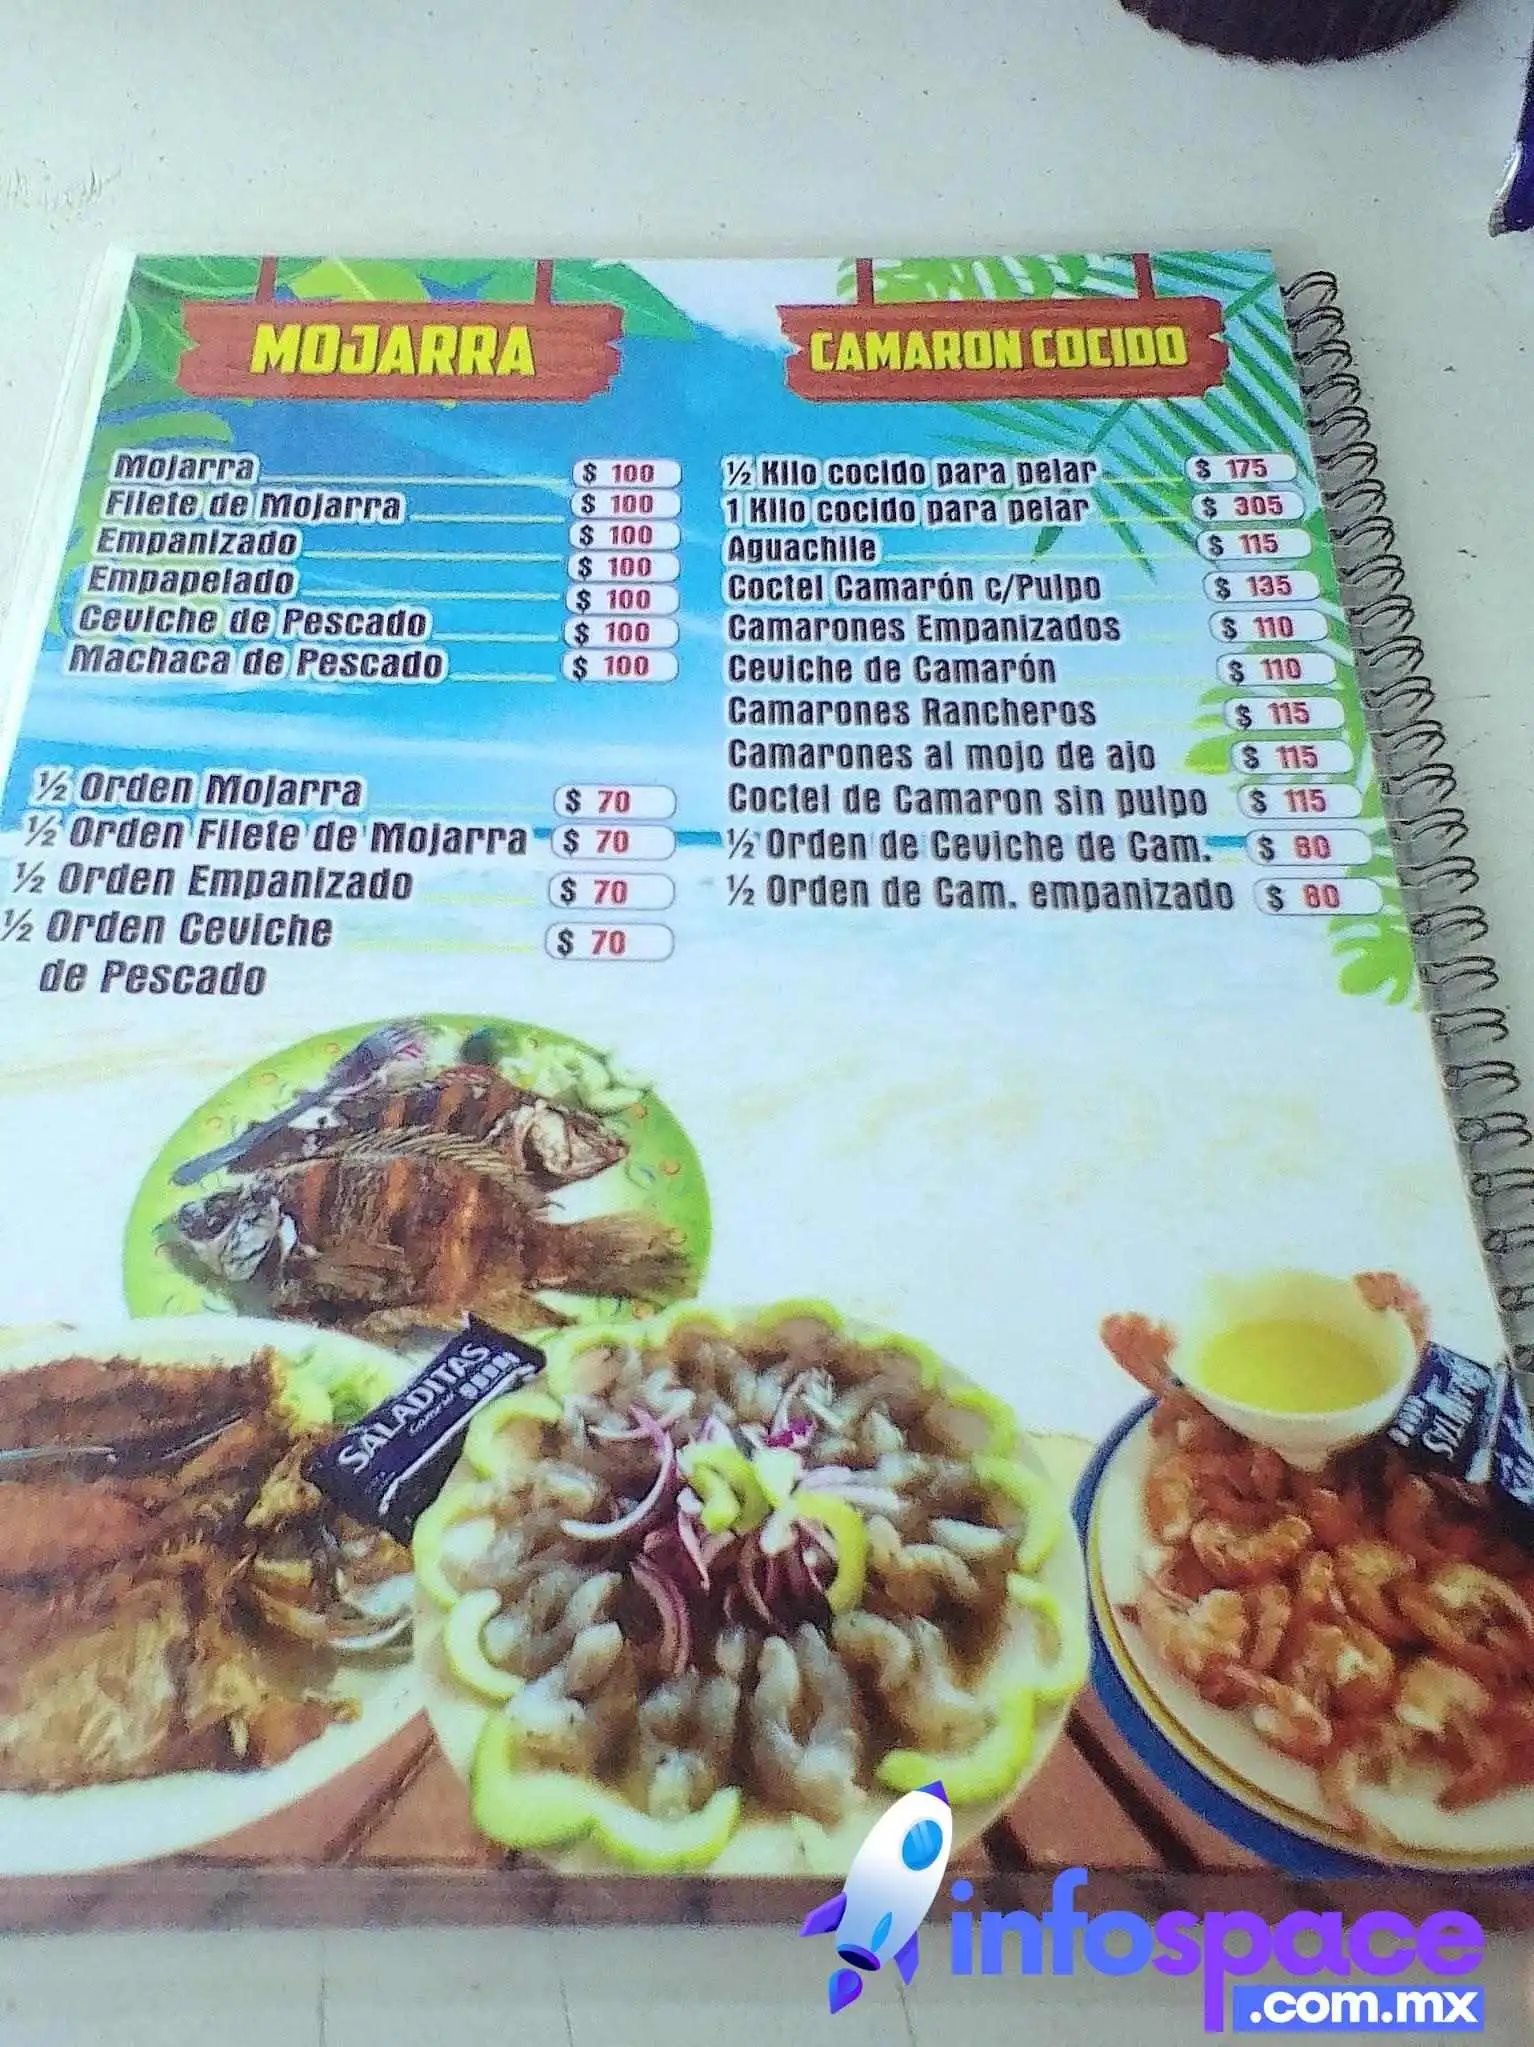 MOJARRA
Mojarra $ 100
Filete de Mojarra $ 100
Empanizado $ 100
Empapelado $ 100
Ceviche de Pescado $ 100
Machaca de Pescado $ 100
$ 100
½ Orden Mojarra $ 70
½ Orden Filete de Mojarra $ 70
½ Orden Empanizado $ 70
½ Orden Ceviche $ 70
de Pescado
CAMARON COCIDO
½ Kilo cocido para pelar $ 175
1 Kilo cocido para pelar $ 305
Aguachile $ 115
Coctel Camarón c/Pulpo $ 135
Camarones Empanizados $ 110
Ceviche de Camarón $ 110
Camarones Rancheros $ 115
Camarones al mojo de ajo $ 115
Coctel de Camaron sin pulpo $ 115
½ Orden de Ceviche de Cam. $ 80
½ Orden de Cam. empanizado $ 80
SALADITAS
infospace
.com.mx